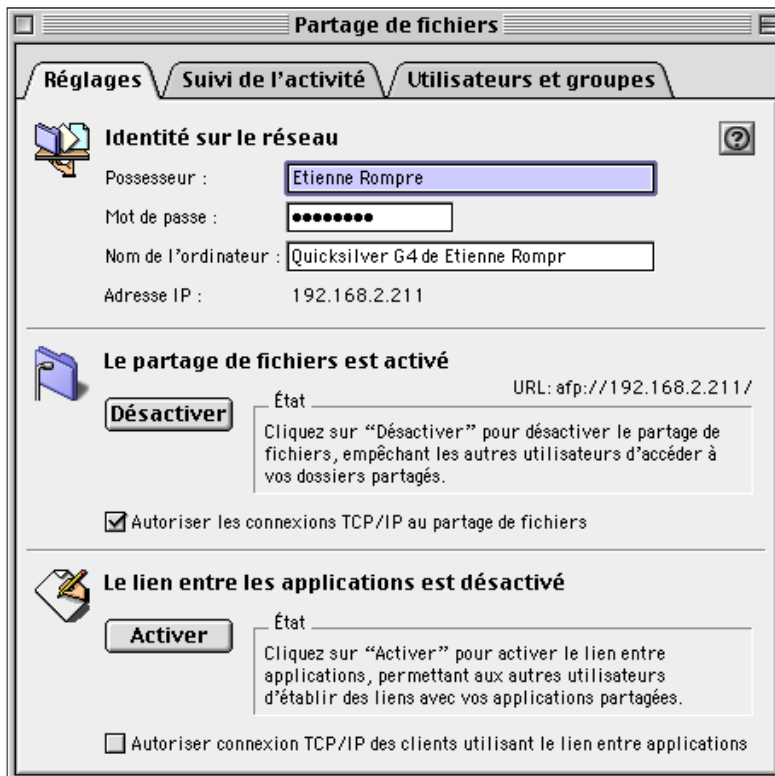 Partage de fichiers
Réglages
Suivi de l'activité
Utilisateurs et groupes
Identité sur le réseau
Possesseur :
Etienne Rompre
Mot de passe :
●●●●●●●●
Nom de l'ordinateur :
Quicksilver G4 de Etienne Rompr
Adresse IP :
192.168.2.211
Le partage de fichiers est activé
URL: afp://192.168.2.211/
Désactiver
État
Cliquez sur “Désactiver” pour désactiver le partage de
fichiers, empêchant les autres utilisateurs d'accéder à
vos dossiers partagés.
Autoriser les connexions TCP/IP au partage de fichiers
Le lien entre les applications est désactivé
Activer
État
Cliquez sur “Activer” pour activer le lien entre
applications, permettant aux autres utilisateurs
d'établir des liens avec vos applications partagées.
Autoriser connexion TCP/IP des clients utilisant le lien entre applications